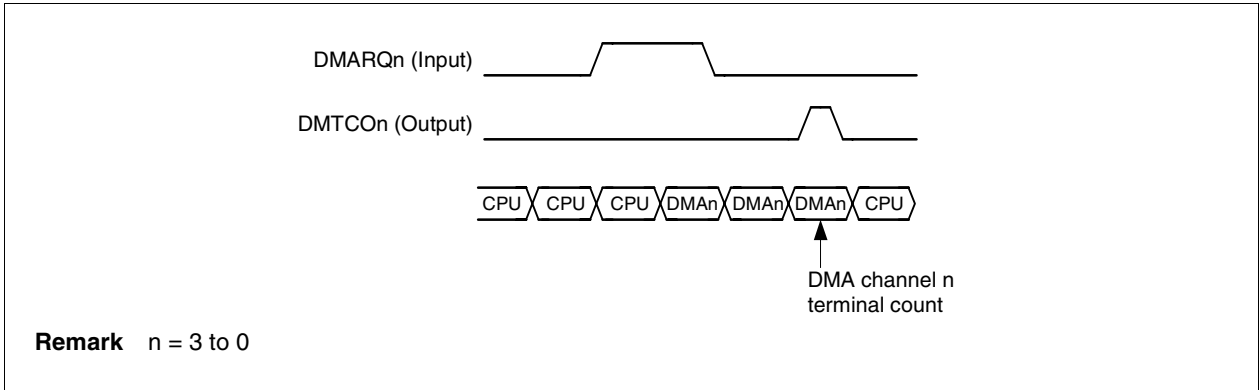 DMARQn (Input)
DMTCOn (Output)
CPU CPU CPU DMAn DMAn DMAn CPU
DMA channel n
terminal count
Remark n = 3 to 0